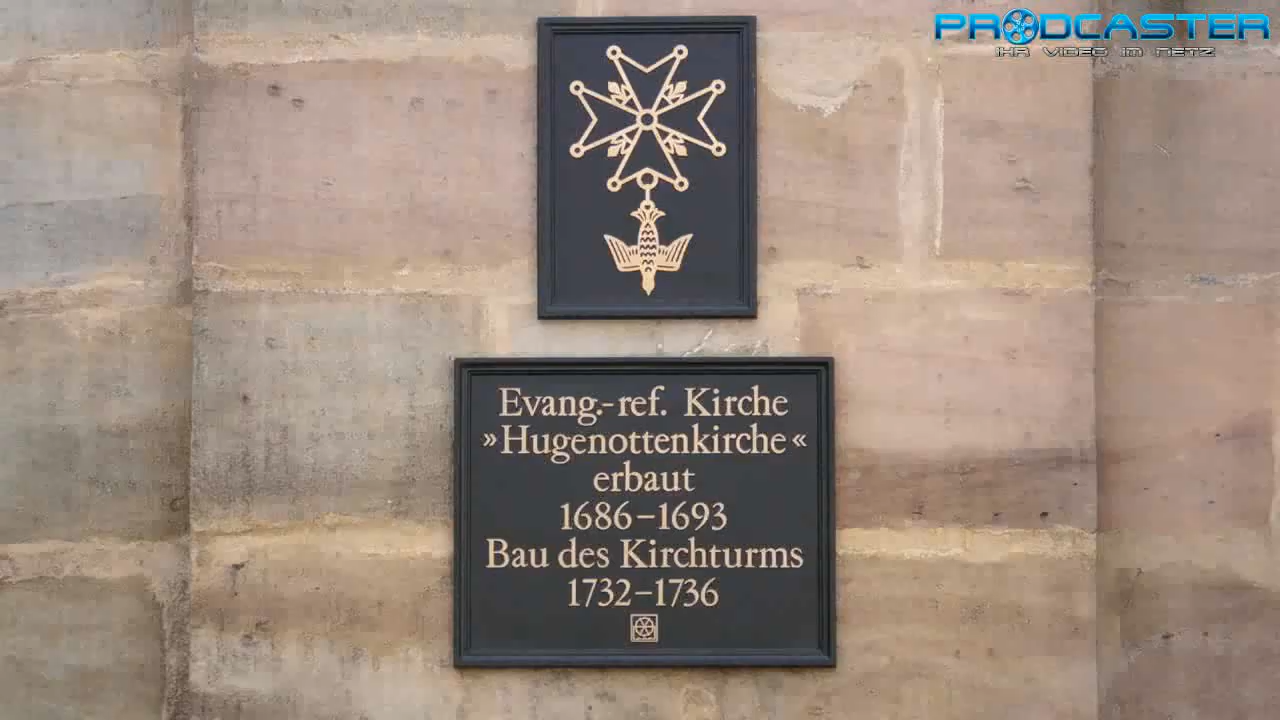 PRODCASTER
IHR VIDEO IM NETZ
Evang.-ref. Kirche
»Hugenottenkirche«
erbaut
1686–1693
Bau des Kirchturms
1732–1736